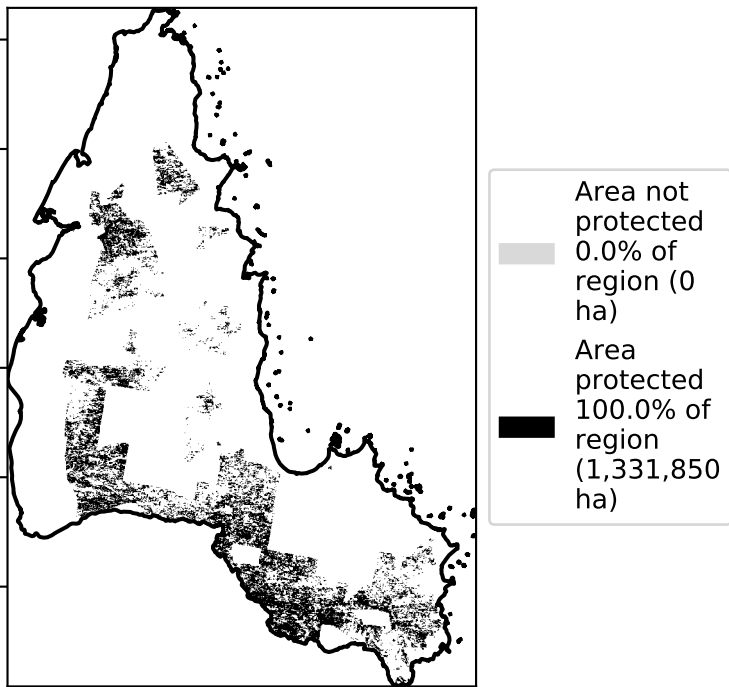 Area not
protected
0.0% of
region (0
ha)
Area
protected
100.0% of
region
(1,331,850
ha)